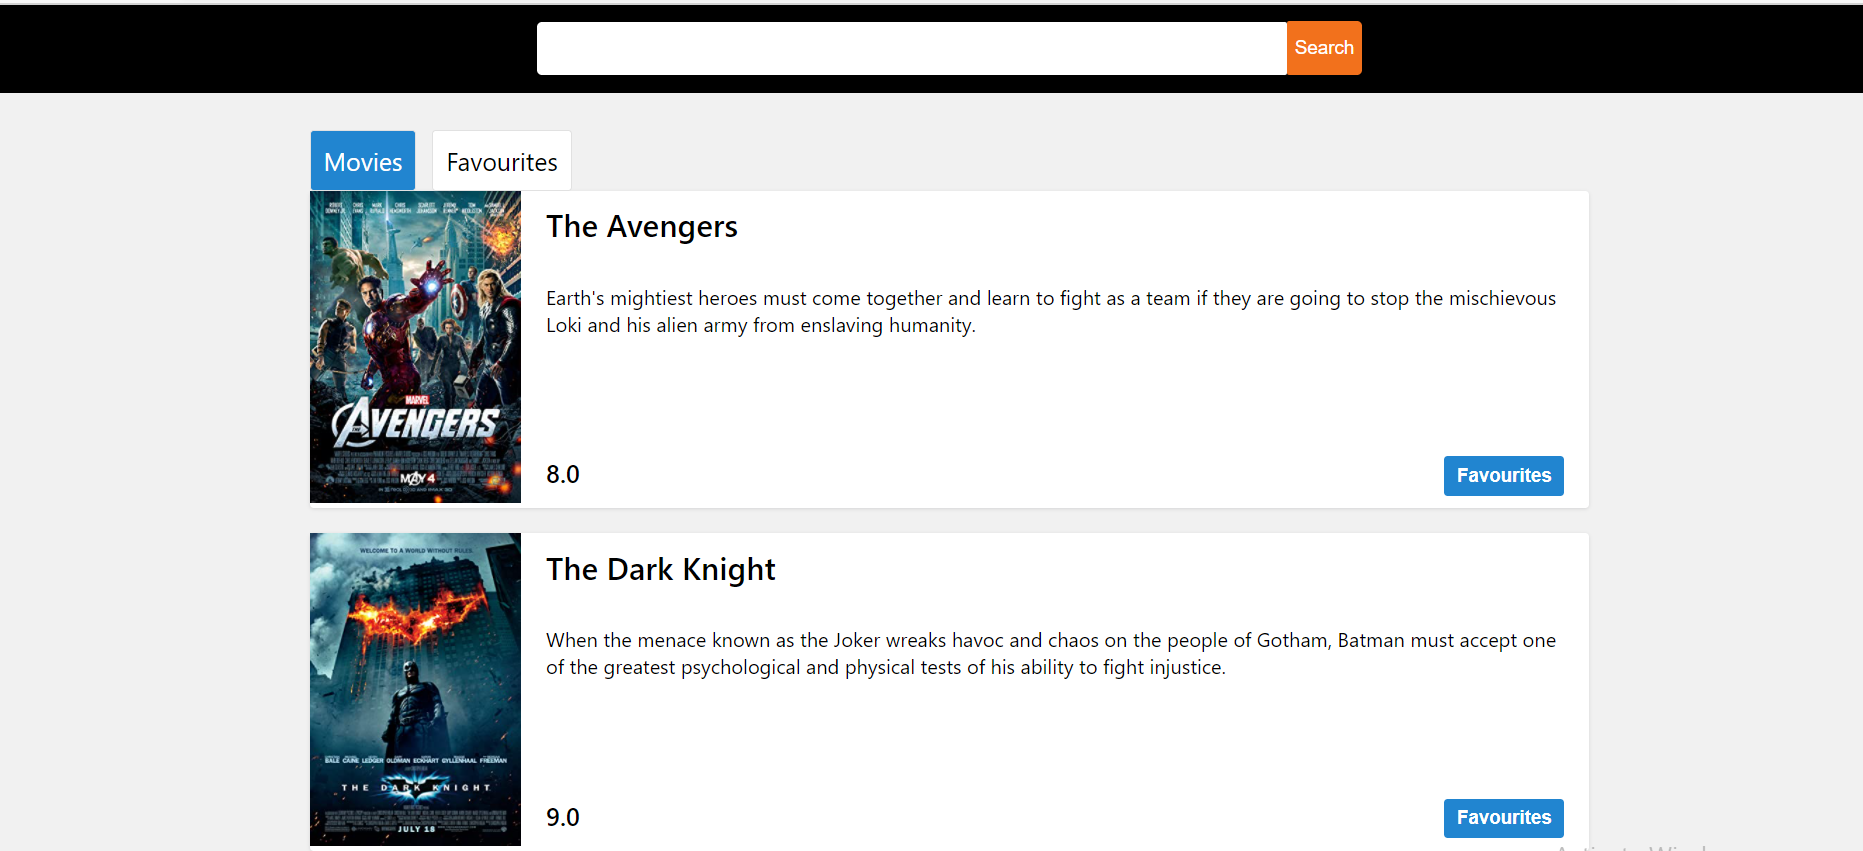 Search
Movies Favourites
The Avengers
Earth's mightiest heroes must come together and learn to fight as a team if they are going to stop the mischievous
Loki and his alien army from enslaving humanity.
MARVEL
THE AVENGERS
MAY 4
8.0 Favourites
WELCOME TO A WORLD WITHOUT RULES
The Dark Knight
When the menace known as the Joker wreaks havoc and chaos on the people of Gotham, Batman must accept one
of the greatest psychological and physical tests of his ability to fight injustice.
BALE CAINE LEDGER OLDMAN ECKHART GYLLENHAAL FREEMAN
THE DARK KNIGHT
JULY 18
9.0 Favourites